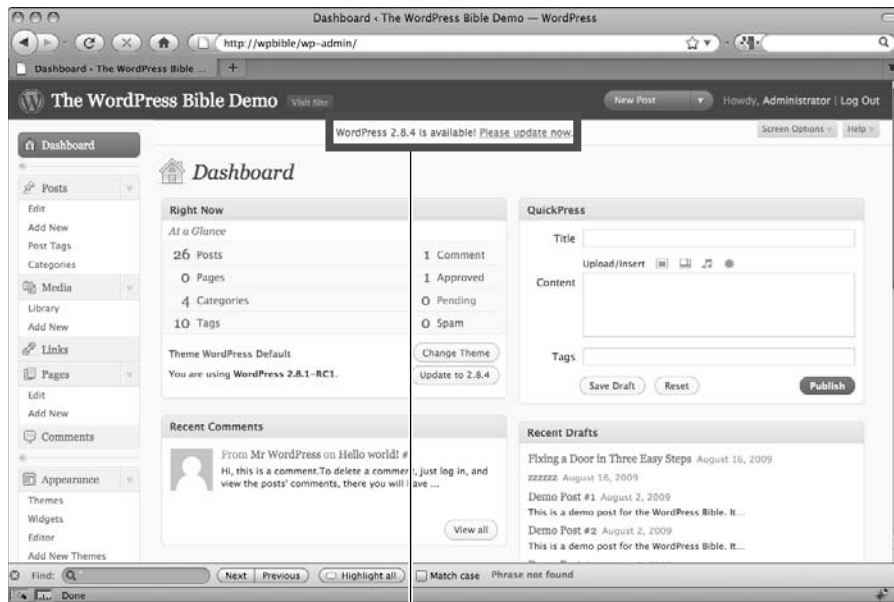 Dashboard ‹ The WordPress Bible Demo — WordPress
http://wpbible/wp-admin/
Dashboard ‹ The WordPress Bible ... +
The WordPress Bible Demo Visit Site New Post Howdy, Administrator | Log Out
WordPress 2.8.4 is available! Please update now.
Screen Options Help
Dashboard
Posts
Edit
Add New
Post Tags
Categories
Media
Library
Add New
Links
Pages
Edit
Add New
Comments
Appearance
Themes
Widgets
Editor
Add New Themes
Dashboard
Right Now
At a Glance
26 Posts 1 Comment
0 Pages 1 Approved
4 Categories 0 Pending
10 Tags 0 Spam
Theme WordPress Default Change Theme
You are using WordPress 2.8.1-RC1. Update to 2.8.4
Recent Comments
From Mr WordPress on Hello world! #
Hi, this is a comment.To delete a comment, just log in, and
view the posts' comments, there you will have ...
View all
QuickPress
Title
Upload/Insert
Content
Tags
Save Draft Reset Publish
Recent Drafts
Fixing a Door in Three Easy Steps August 16, 2009
zzzzzz August 16, 2009
Demo Post #1 August 2, 2009
This is a demo post for the WordPress Bible. It...
Demo Post #2 August 2, 2009
This is a demo post for the WordPress Bible. It...
Find: Next Previous Highlight all Match case Phrase not found
Done